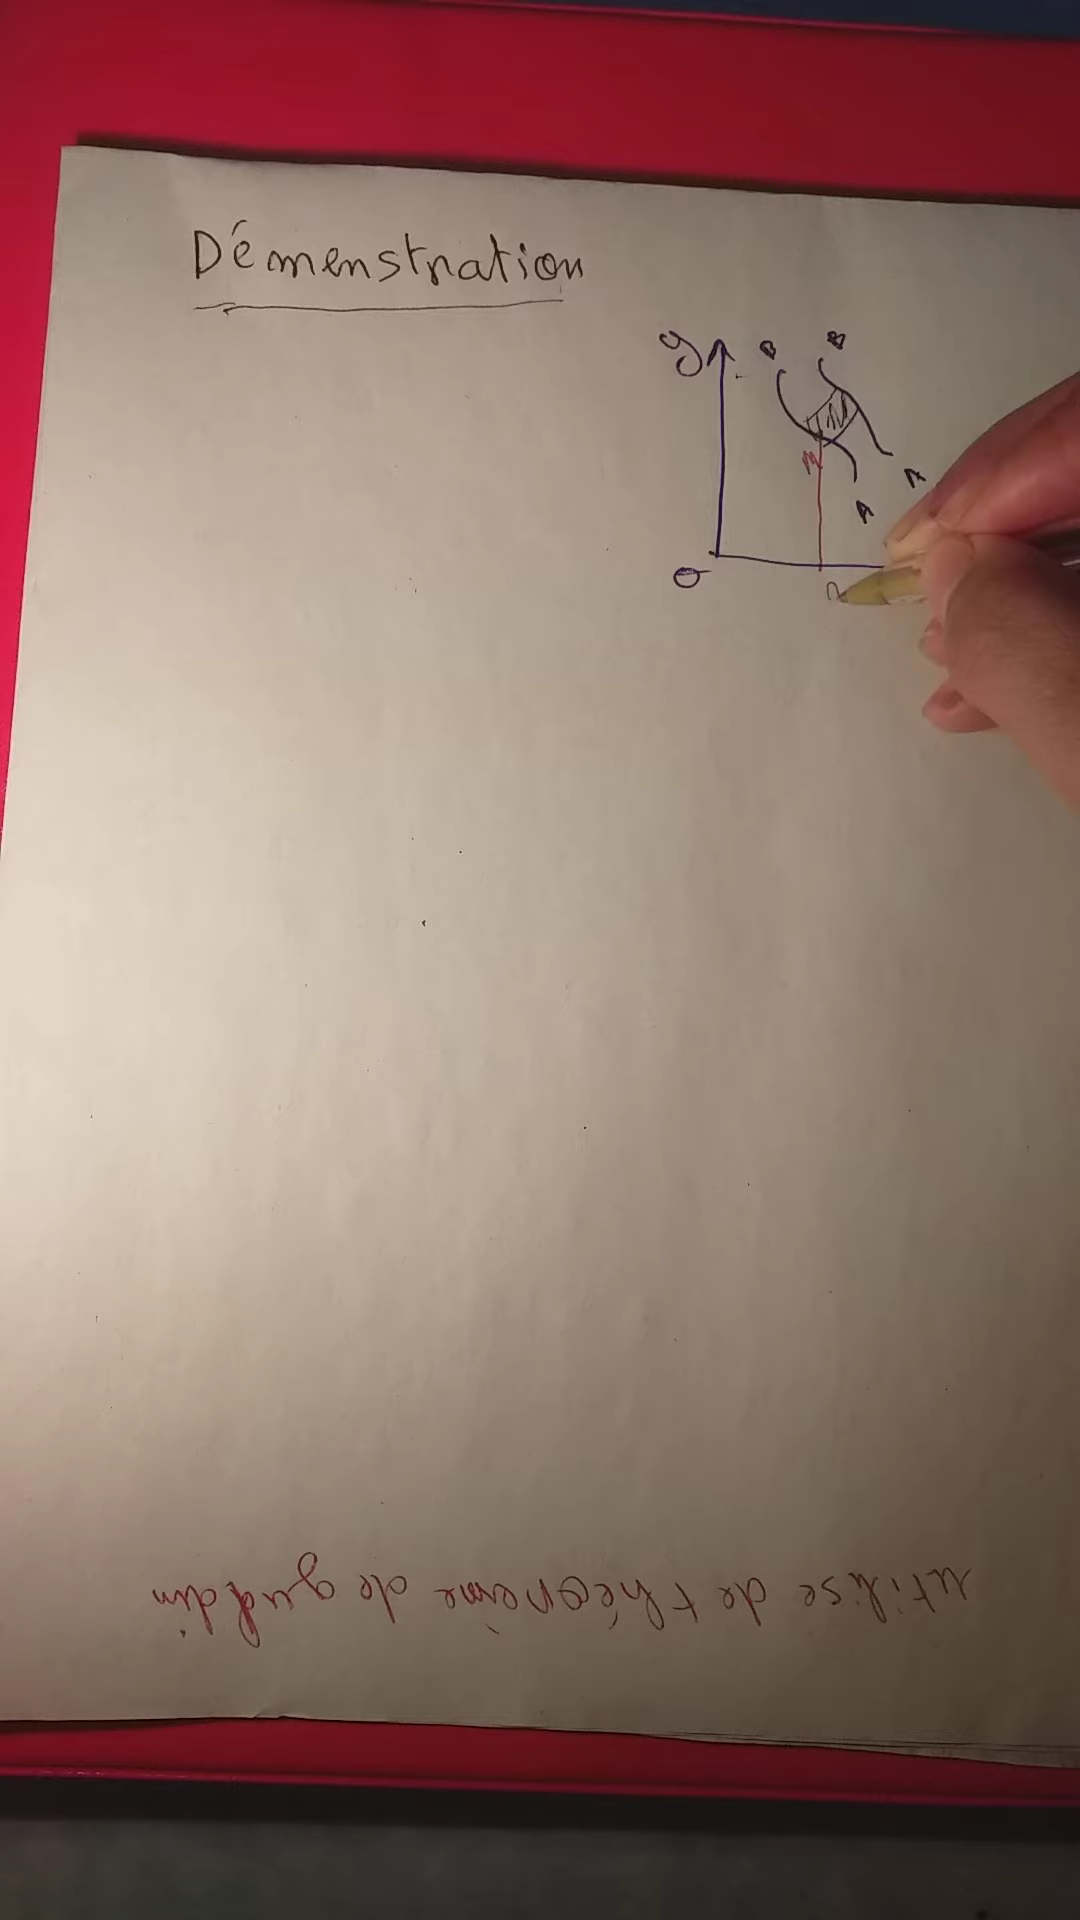 Démenstration
y B B
M A
A
O
utilise de théorème de guldin